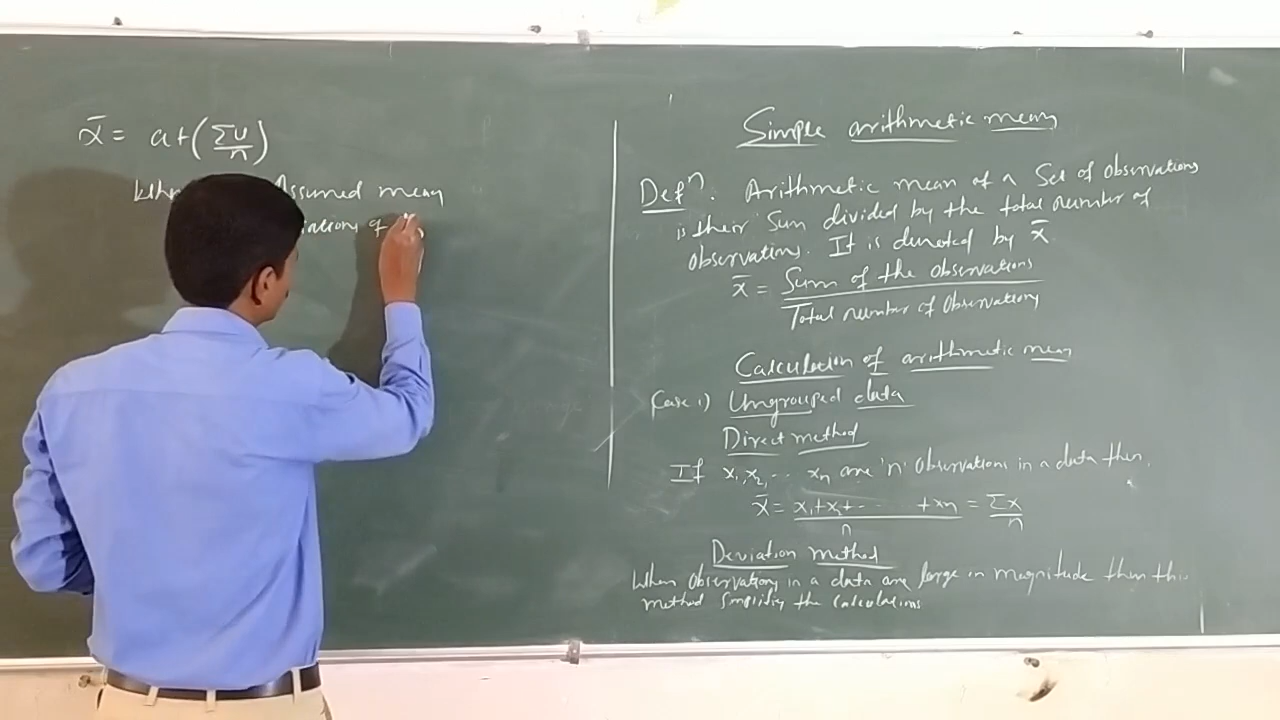 x̄ = a+(Σu/n)
Assumed mean
of
Simple arithmetic mean
Defⁿ: Arithmetic mean of a set of observations
is their sum divided by the total number of
observations. It is denoted by x̄
x̄ = Sum of the observations / Total number of observations
Calculation of arithmetic mean
Case 1) Ungrouped data
Direct method
If x₁,x₂, ... xn are 'n' observations in a data then,
x̄ = x₁+x₂+... +xn / n = Σx / n
Deviation method
When observations in a data are large in magnitude then this
method simplifies the calculations